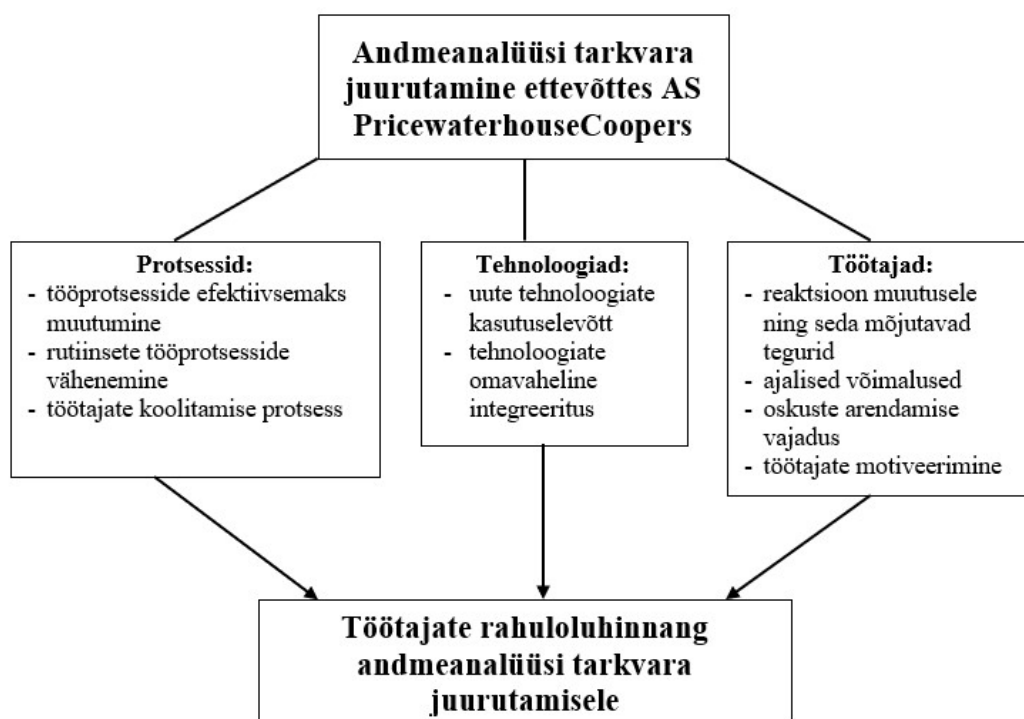 Andmeanalüüsi tarkvara
juurutamine ettevõttes AS
PricewaterhouseCoopers
Protsessid:
- tööprotsesside efektiivsemaks
muutumine
- rutiinsete tööprotsesside
vähenemine
- töötajate koolitamise protsess
Tehnoloogiad:
- uute tehnoloogiate
kasutuselevõtt
- tehnoloogiate
omavaheline
integreeritus
Töötajad:
- reaktsioon muutusele
ning seda mõjutavad
tegurid
- ajalised võimalused
- oskuste arendamise
vajadus
- töötajate motiveerimine
Töötajate rahuloluhinnang
andmeanalüüsi tarkvara
juurutamisele